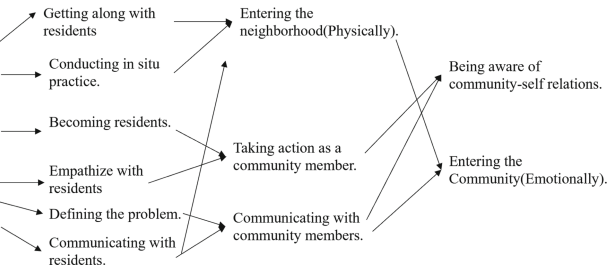 Getting along with
residents
Conducting in situ
practice.
Becoming residents.
Empathize with
residents
Defining the problem.
Communicating with
residents.
Entering the
neighborhood(Physically).
Taking action as a
community member.
Communicating with
community members.
Being aware of
community-self relations.
Entering the
Community(Emotionally).